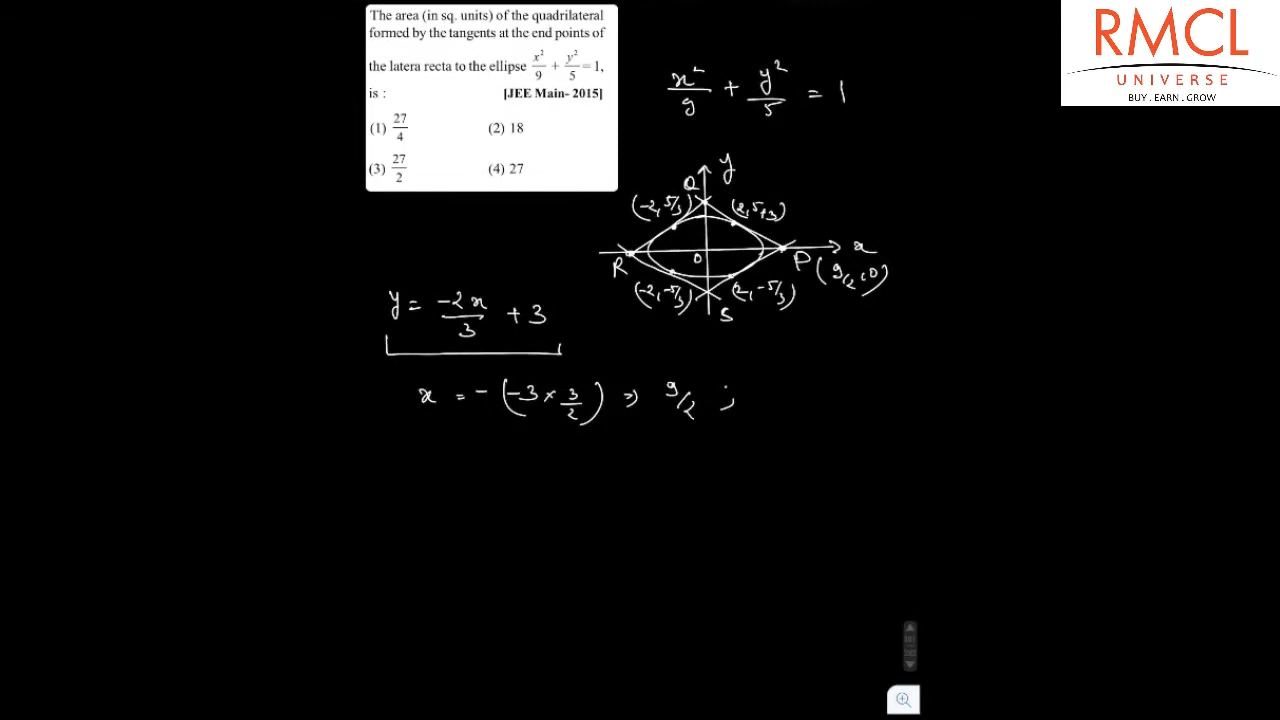 The area (in sq. units) of the quadrilateral
formed by the tangents at the end points of
the latera recta to the ellipse x²/9 + y²/5 = 1,
is : [JEE Main- 2015]
(1) 27/4 (2) 18
(3) 27/2 (4) 27
RMCL
UNIVERSE
BUY . EARN . GROW
x²/9 + y²/5 = 1
y
Q
(-2, 5/3)
(2, 5/3)
x
O
R
P (9/2, 0)
(-2, -5/3)
(2, -5/3)
S
y = -2x/3 + 3
x = - (-3 × 3/2) ⇒ 9/2 ;